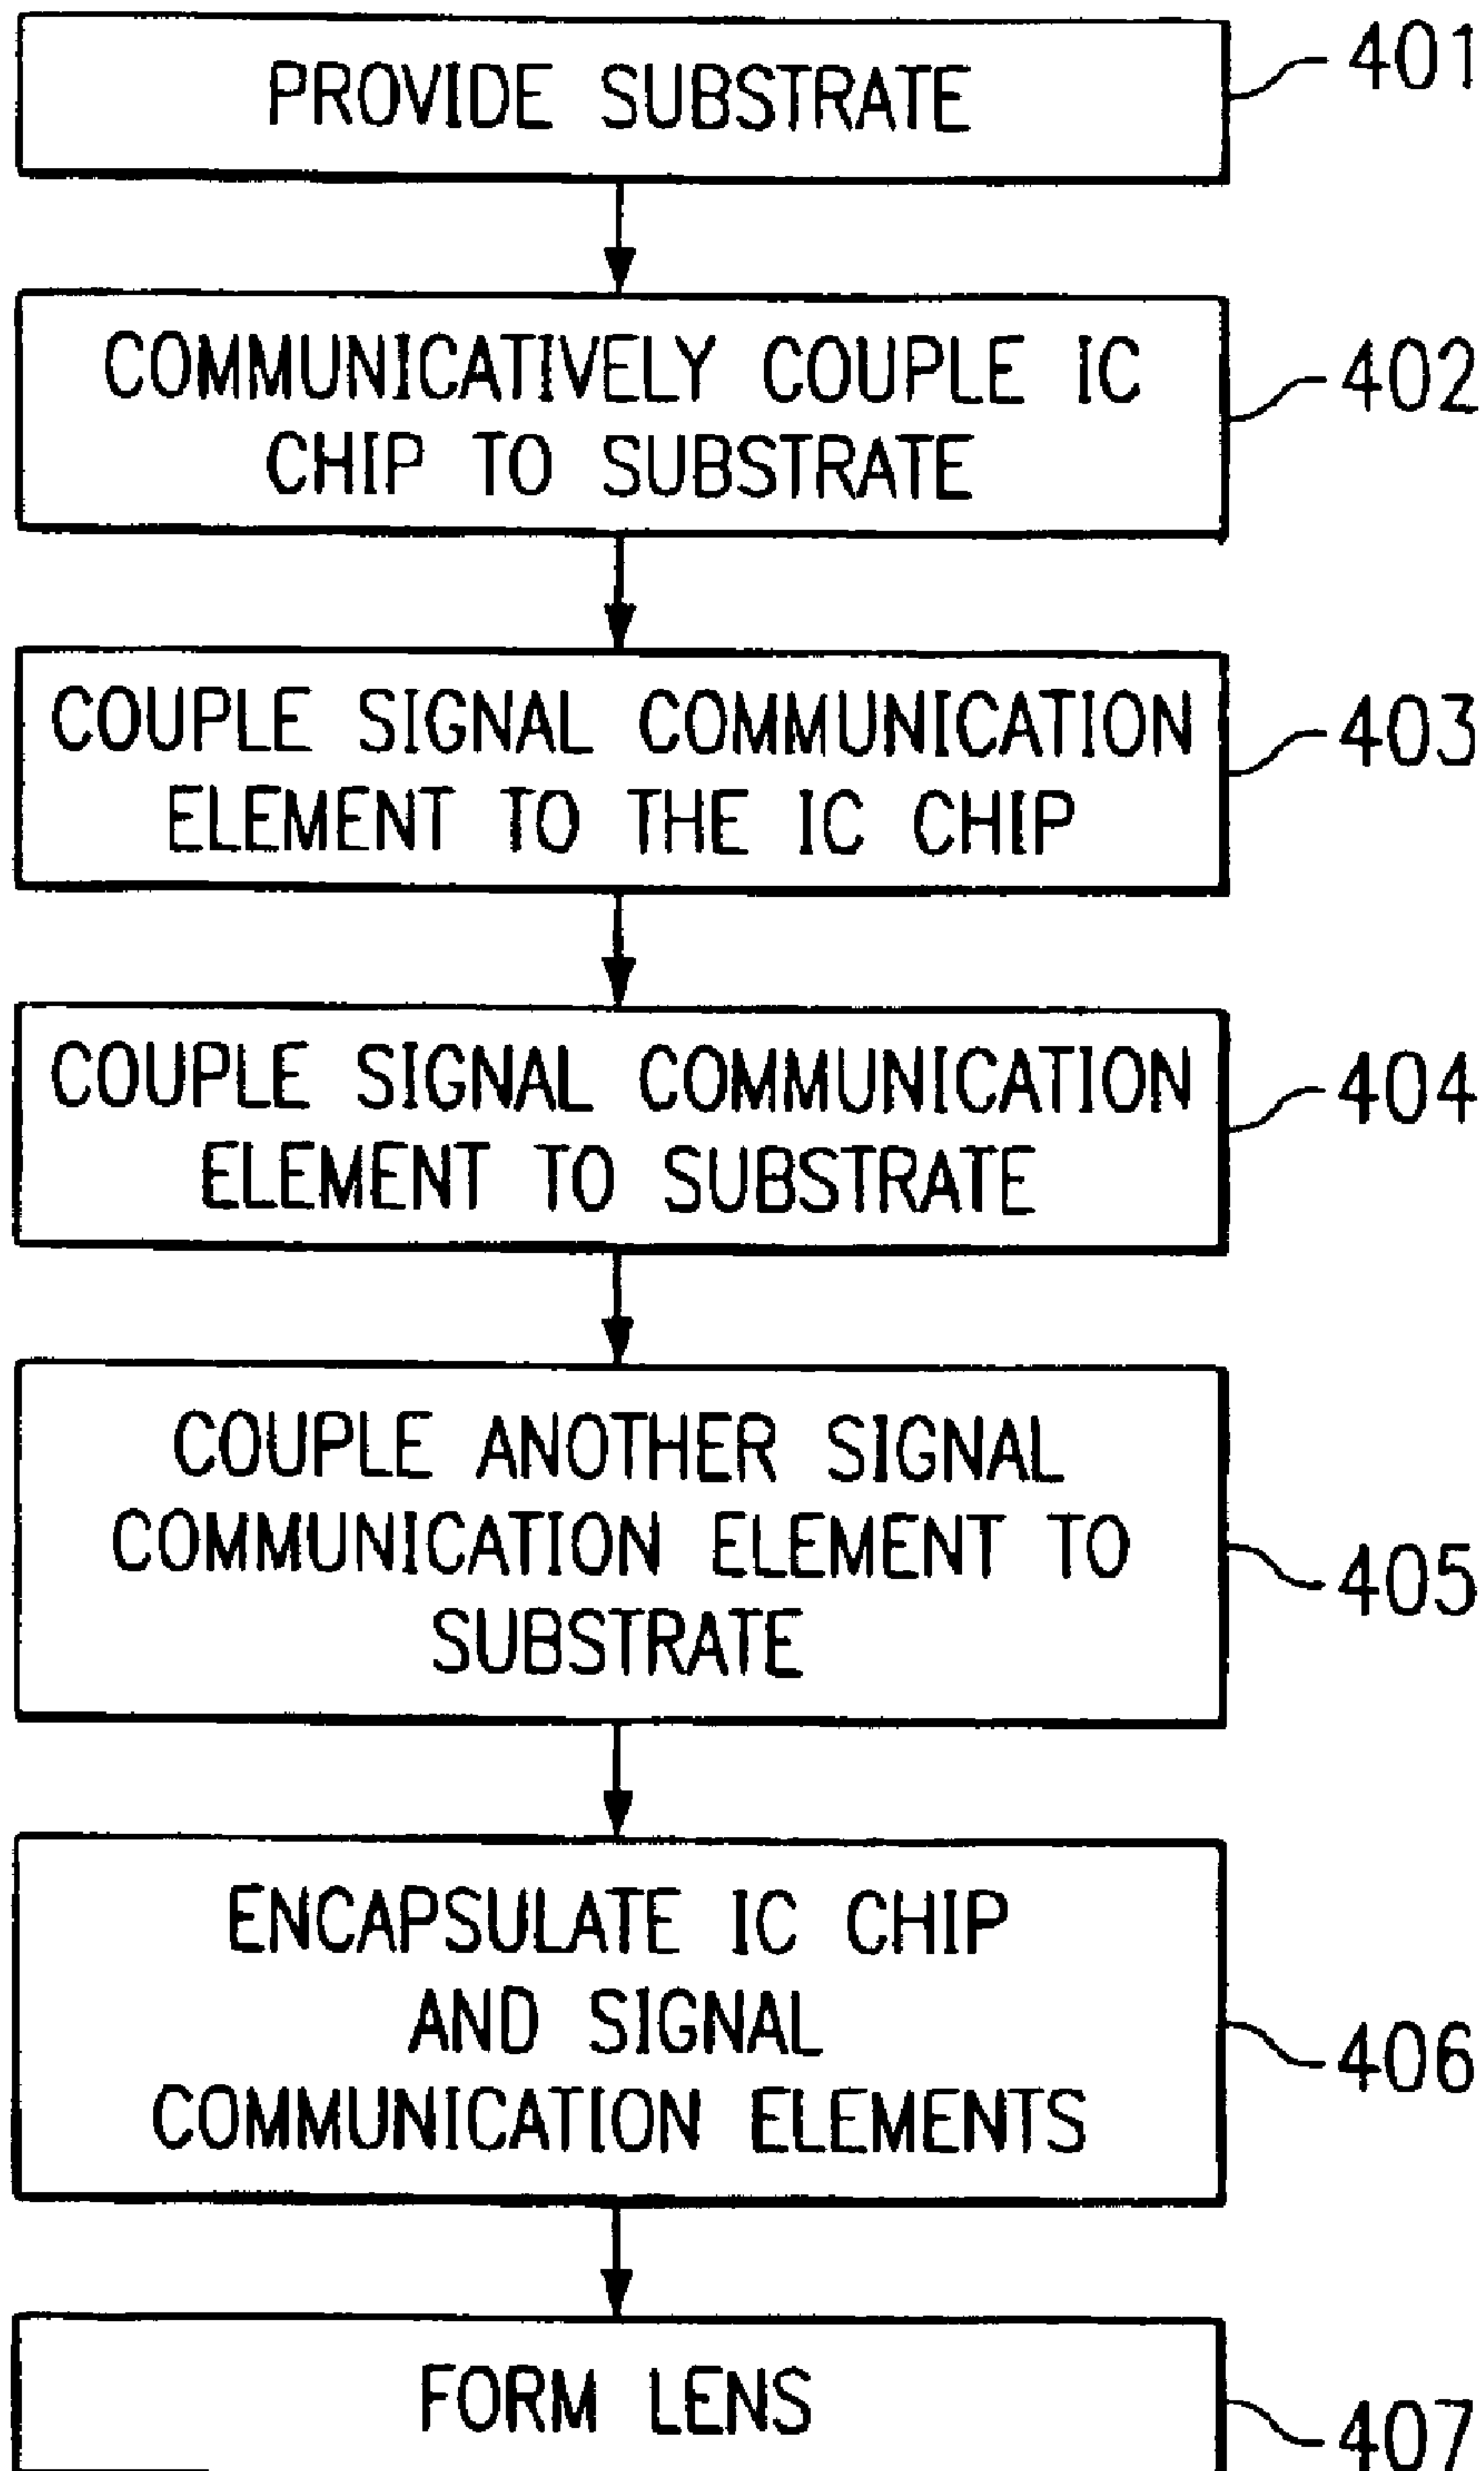 PROVIDE SUBSTRATE
401
COMMUNICATIVELY COUPLE IC
CHIP TO SUBSTRATE
402
COUPLE SIGNAL COMMUNICATION
ELEMENT TO THE IC CHIP
403
COUPLE SIGNAL COMMUNICATION
ELEMENT TO SUBSTRATE
404
COUPLE ANOTHER SIGNAL
COMMUNICATION ELEMENT TO
SUBSTRATE
405
ENCAPSULATE IC CHIP
AND SIGNAL
COMMUNICATION ELEMENTS
406
FORM LENS
407